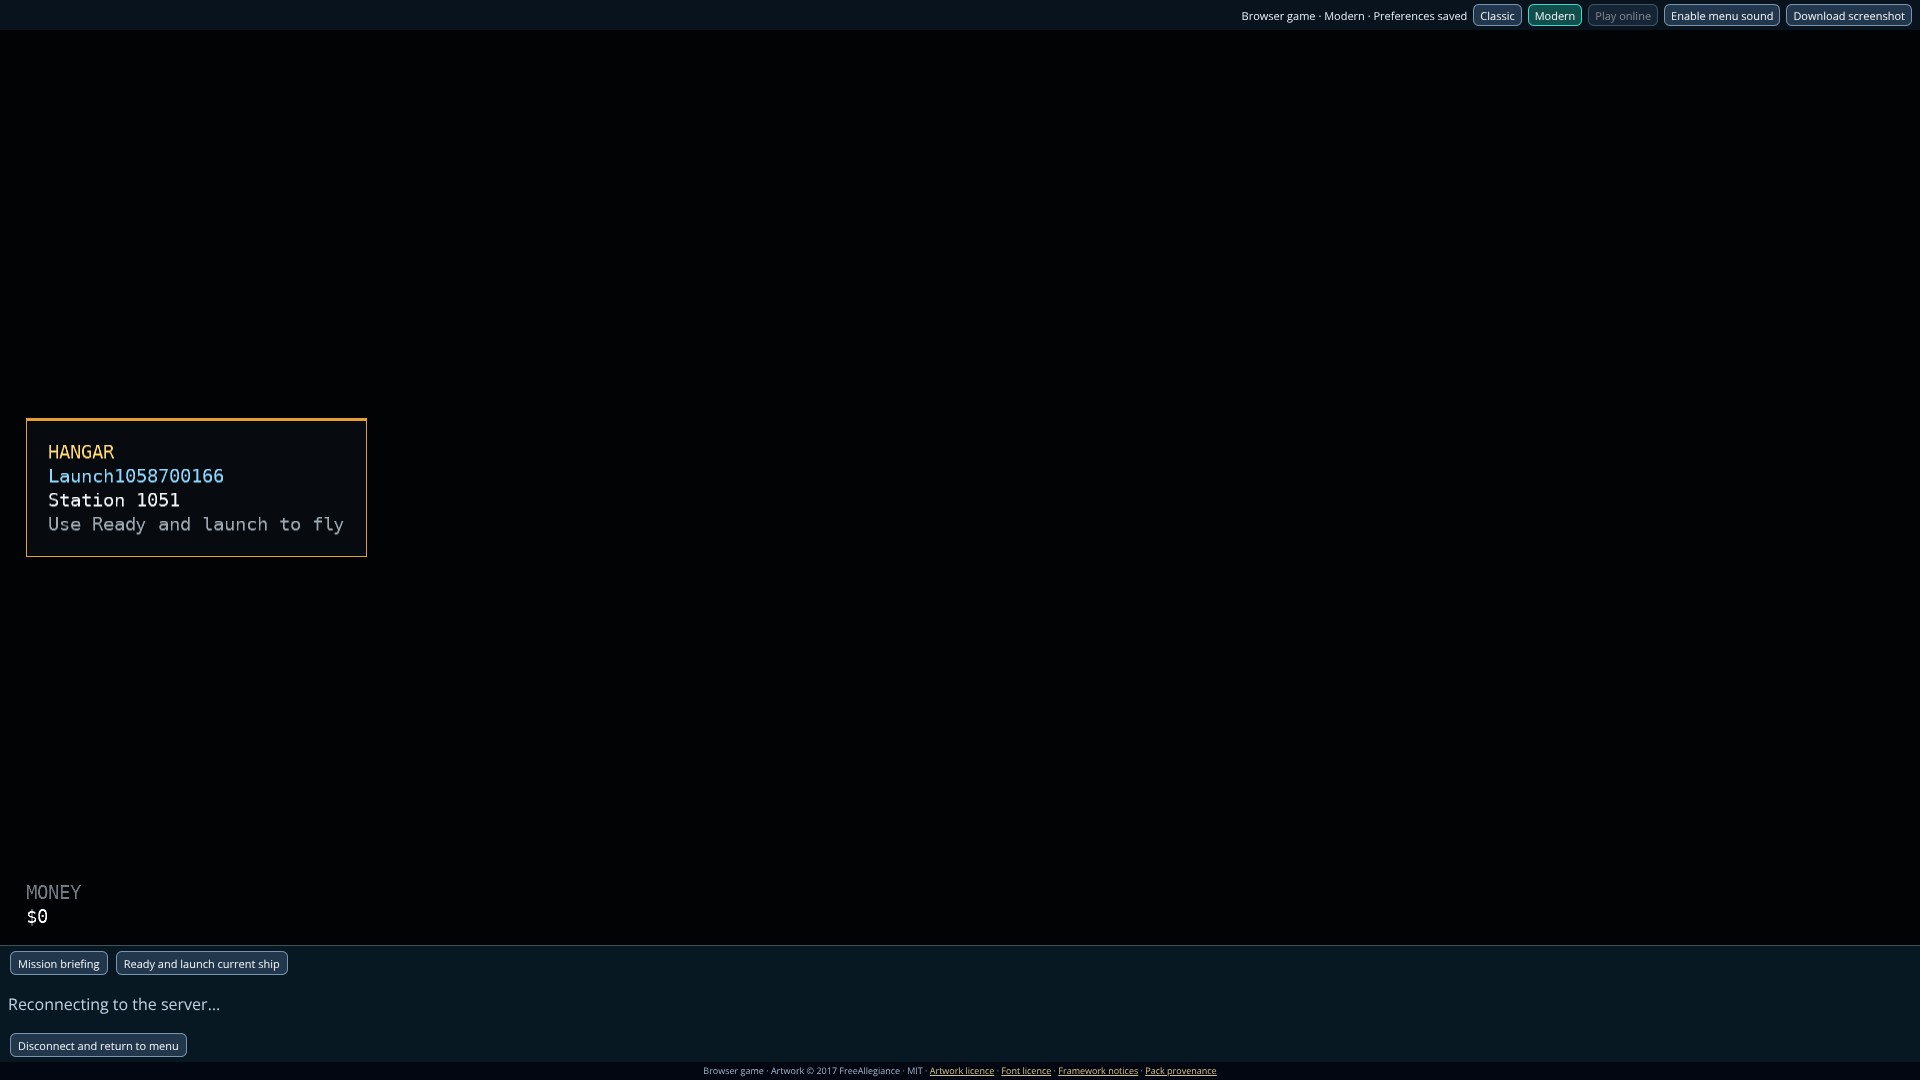 Browser game · Modern · Preferences saved Classic Modern Play online Enable menu sound Download screenshot
HANGAR
Launch1058700166
Station 1051
Use Ready and launch to fly
MONEY
$0
Mission briefing Ready and launch current ship
Reconnecting to the server...
Disconnect and return to menu
Browser game · Artwork © 2017 FreeAllegiance · MIT · Artwork licence · Font licence · Framework notices · Pack provenance